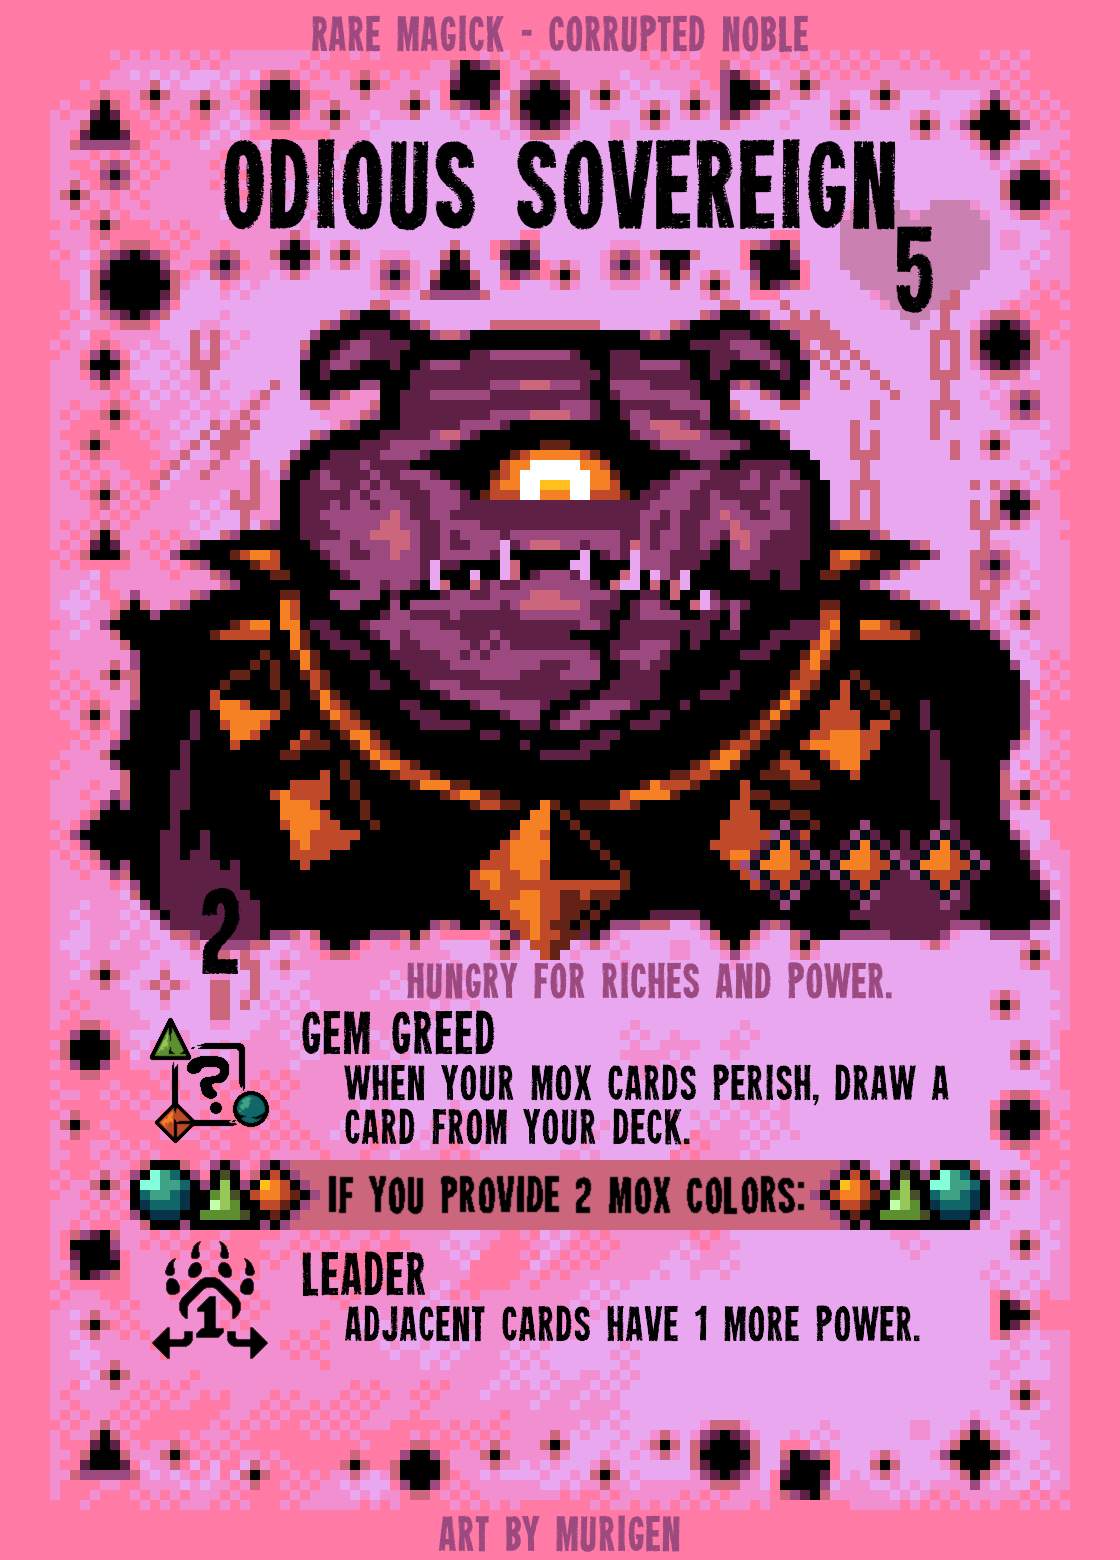 RARE MAGICK - CORRUPTED NOBLE
ODIOUS SOVEREIGN
5
2
HUNGRY FOR RICHES AND POWER.
GEM GREED
?
WHEN YOUR MOX CARDS PERISH, DRAW A
CARD FROM YOUR DECK.
IF YOU PROVIDE 2 MOX COLORS:
LEADER
1
ADJACENT CARDS HAVE 1 MORE POWER.
ART BY MURIGEN